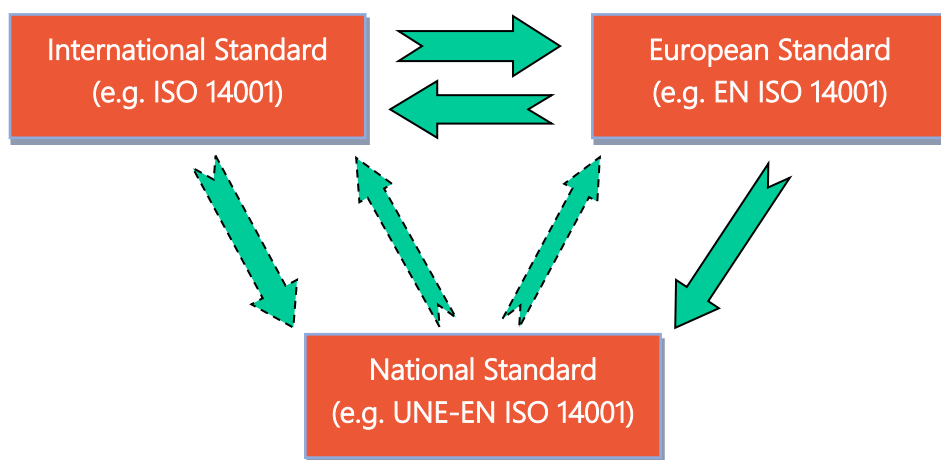 International Standard
(e.g. ISO 14001)
European Standard
(e.g. EN ISO 14001)
National Standard
(e.g. UNE-EN ISO 14001)